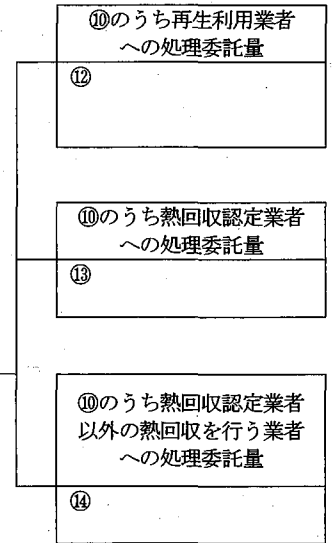 ⑩のうち再生利用業者
への処理委託量
⑫
⑩のうち熱回収認定業者
への処理委託量
⑬
⑩のうち熱回収認定業者
以外の熱回収を行う業者
への処理委託量
⑭